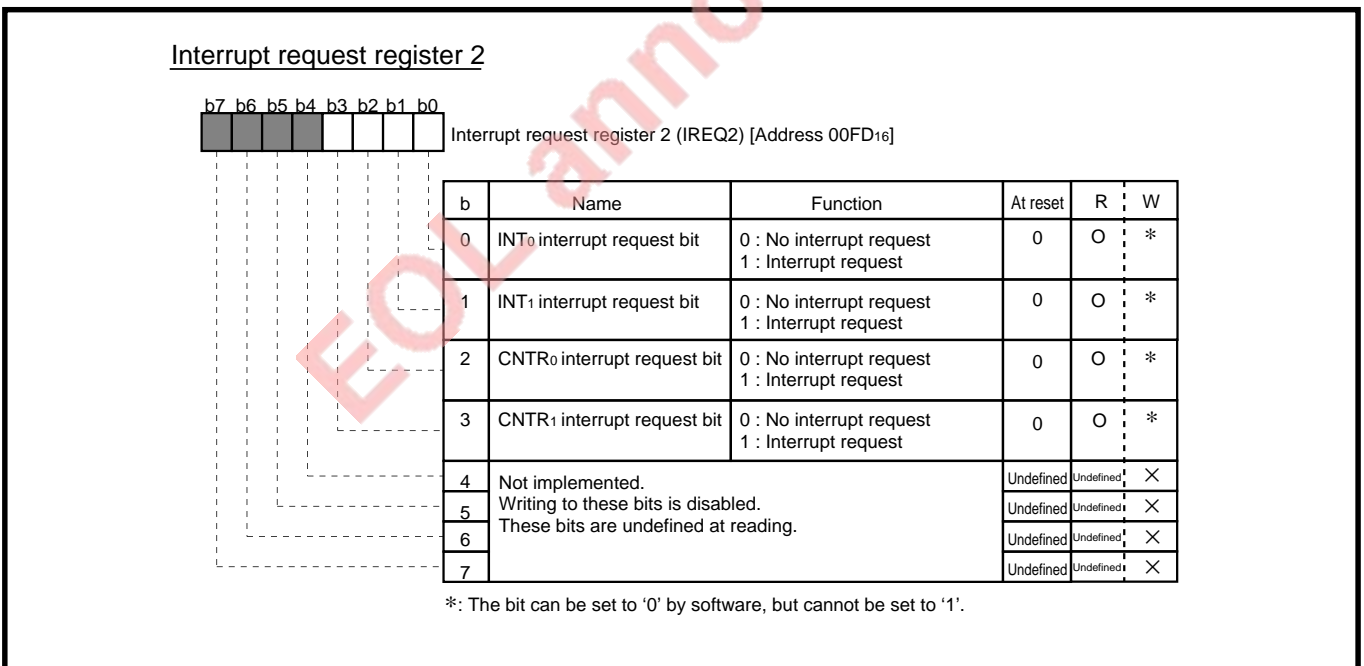 Interrupt request register 2
b7 b6 b5 b4 b3 b2 b1 b0
Interrupt request register 2 (IREQ2) [Address 00FD16]
b Name Function At reset R W
0 INT0 interrupt request bit 0 : No interrupt request 0 O *
1 : Interrupt request
1 INT1 interrupt request bit 0 : No interrupt request 0 O *
1 : Interrupt request
2 CNTR0 interrupt request bit 0 : No interrupt request 0 O *
1 : Interrupt request
3 CNTR1 interrupt request bit 0 : No interrupt request 0 O *
1 : Interrupt request
4 Not implemented. Undefined Undefined ×
5 Writing to these bits is disabled. Undefined Undefined ×
These bits are undefined at reading.
6 Undefined Undefined ×
7 Undefined Undefined ×
*: The bit can be set to ‘0’ by software, but cannot be set to ‘1’.
EOL anno